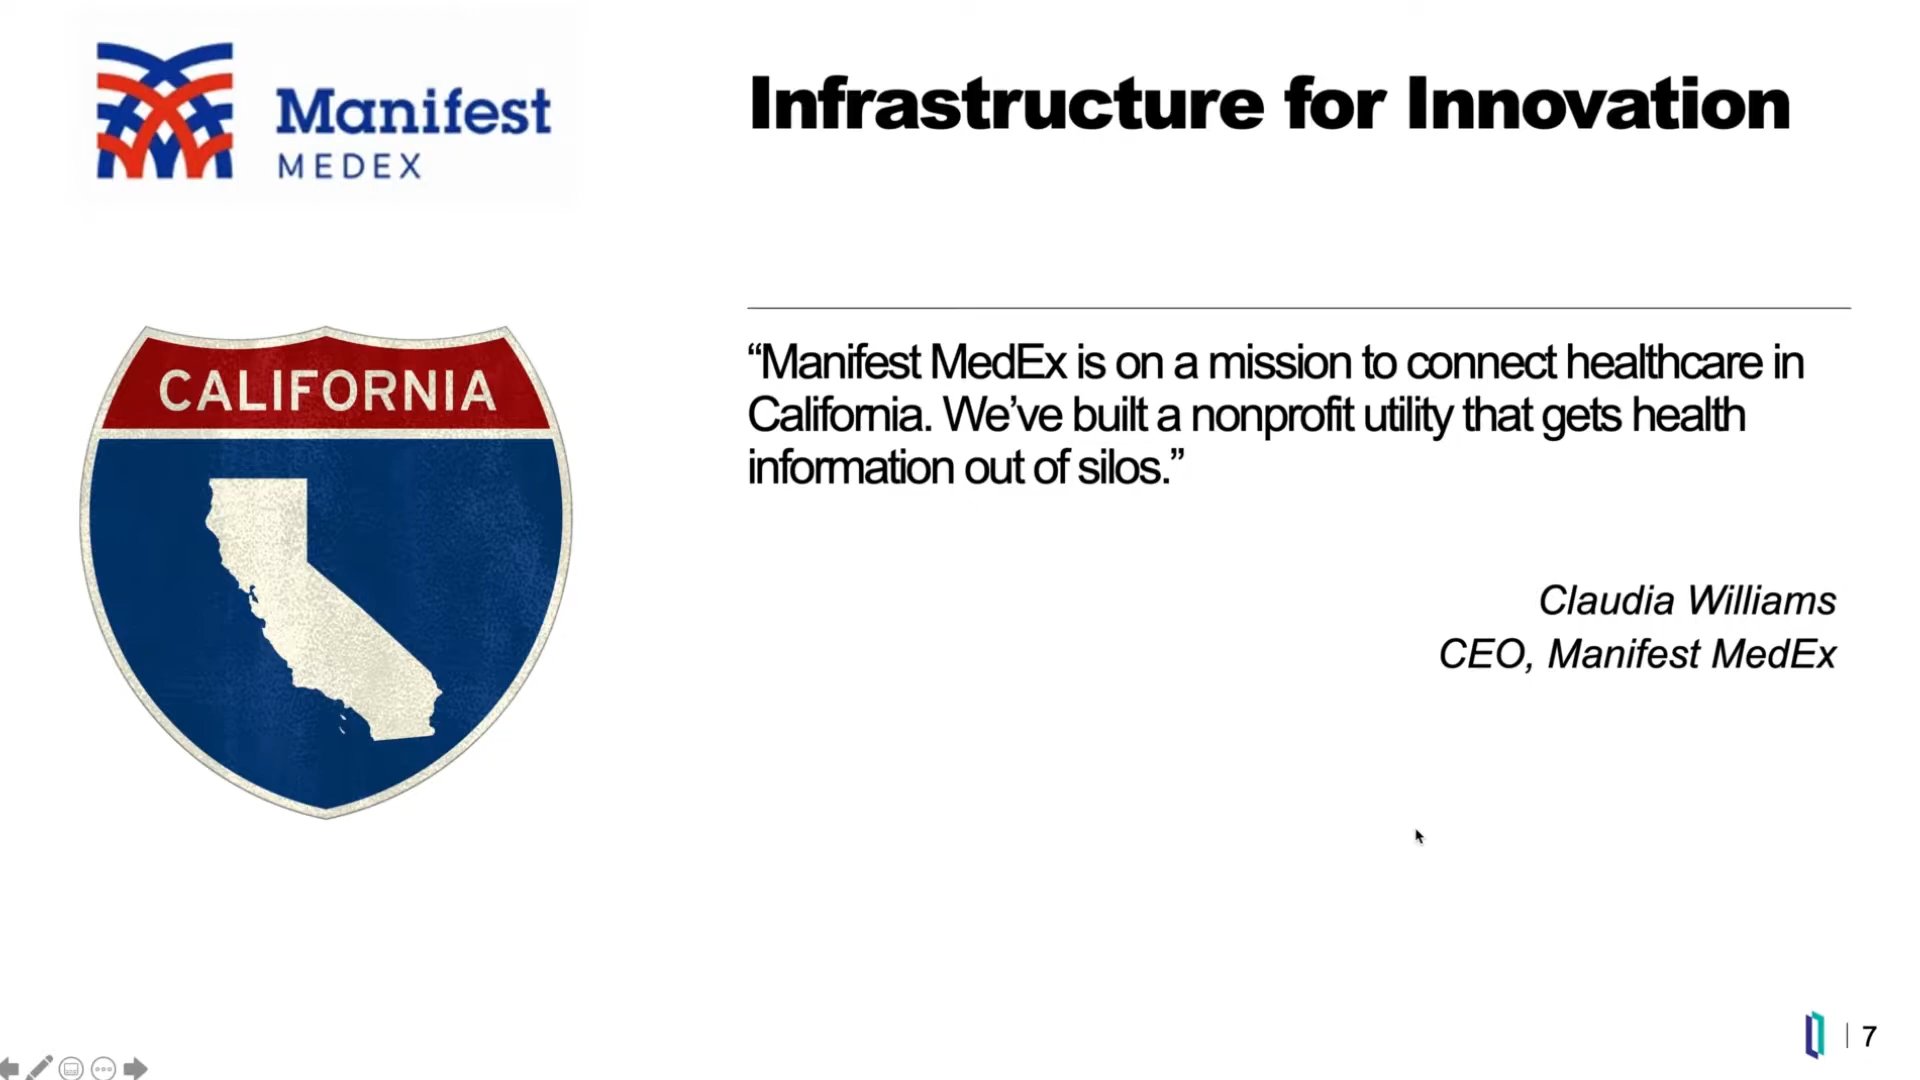 Manifest
MEDEX
Infrastructure for Innovation
CALIFORNIA
“Manifest MedEx is on a mission to connect healthcare in
California. We’ve built a nonprofit utility that gets health
information out of silos.”
Claudia Williams
CEO, Manifest MedEx
7